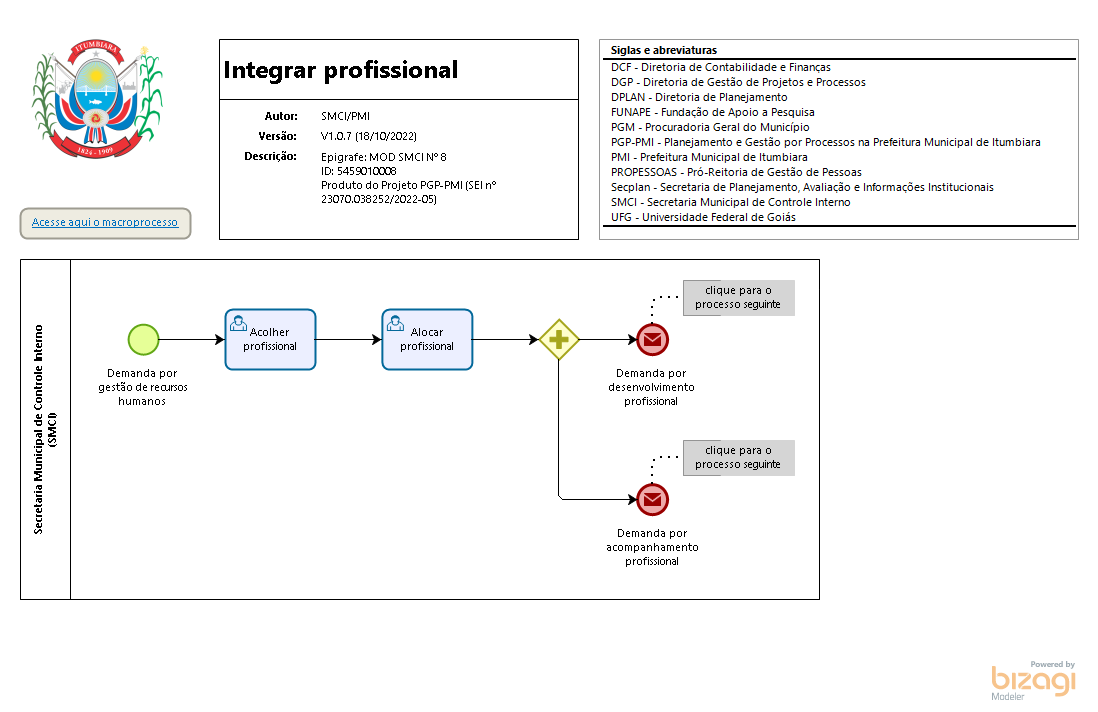 ITUMBIARA
1824 - 1909
Acesse aqui o macroprocesso
Integrar profissional
Autor: SMCI/PMI
Versão: V1.0.7 (18/10/2022)
Descrição: Epigrafe: MOD SMCI Nº 8
ID: 5459010008
Produto do Projeto PGP-PMI (SEI nº
23070.038252/2022-05)
Siglas e abreviaturas
DCF - Diretoria de Contabilidade e Finanças
DGP - Diretoria de Gestão de Projetos e Processos
DPLAN - Diretoria de Planejamento
FUNAPE - Fundação de Apoio a Pesquisa
PGM - Procuradoria Geral do Município
PGP-PMI - Planejamento e Gestão por Processos na Prefeitura Municipal de Itumbiara
PMI - Prefeitura Municipal de Itumbiara
PROPESSOAS - Pró-Reitoria de Gestão de Pessoas
Secplan - Secretaria de Planejamento, Avaliação e Informações Institucionais
SMCI - Secretaria Municipal de Controle Interno
UFG - Universidade Federal de Goiás
Secretaria Municipal de Controle Interno
(SMCI)
Demanda por
gestão de recursos
humanos
Acolher
profissional
Alocar
profissional
clique para o
processo seguinte
Demanda por
desenvolvimento
profissional
clique para o
processo seguinte
Demanda por
acompanhamento
profissional
Powered by
bizagi
Modeler